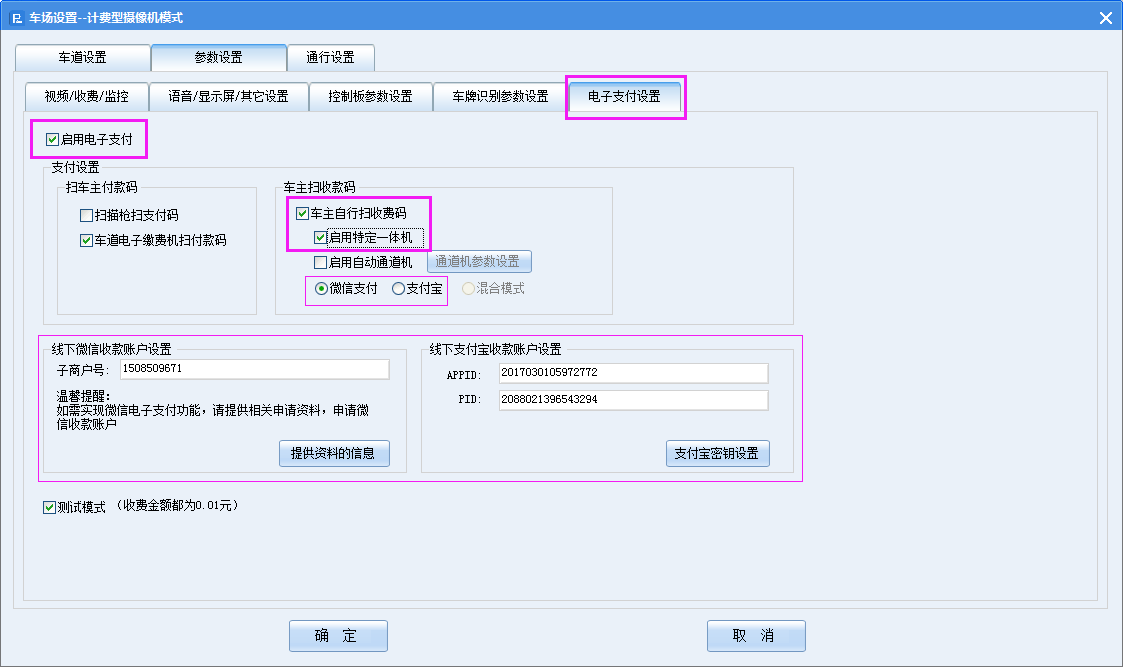 车场设置--计费型摄像机模式
车道设置
参数设置
通行设置
视频/收费/监控
语音/显示屏/其它设置
控制板参数设置
车牌识别参数设置
电子支付设置
启用电子支付
支付设置
扫车主付款码
扫描枪扫支付码
车道电子缴费机扫付款码
车主扫收款码
车主自行扫收费码
启用特定一体机
启用自动通道机
通道机参数设置
微信支付
支付宝
混合模式
线下微信收款账户设置
子商户号:
1508509671
温馨提醒:
如需实现微信电子支付功能，请提供相关申请资料，申请微
信收款账户
提供资料的信息
线下支付宝收款账户设置
APPID:
2017030105972772
PID:
2088021396543294
支付宝密钥设置
测试模式 （收费金额都为0.01元）
确 定
取 消